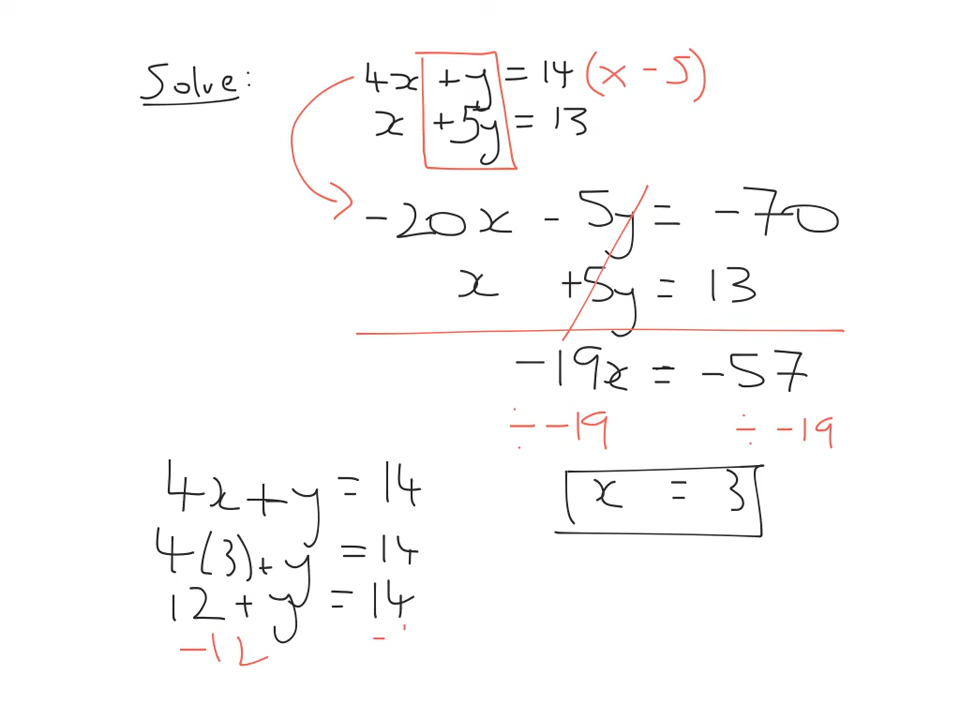 Solve: 4x + y = 14 (x - 5)
x + 5y = 13
-20x - 5y = -70
x + 5y = 13
-19x = -57
÷ -19 ÷ -19
x = 3
4x + y = 14
4(3) + y = 14
12 + y = 14
-12 -